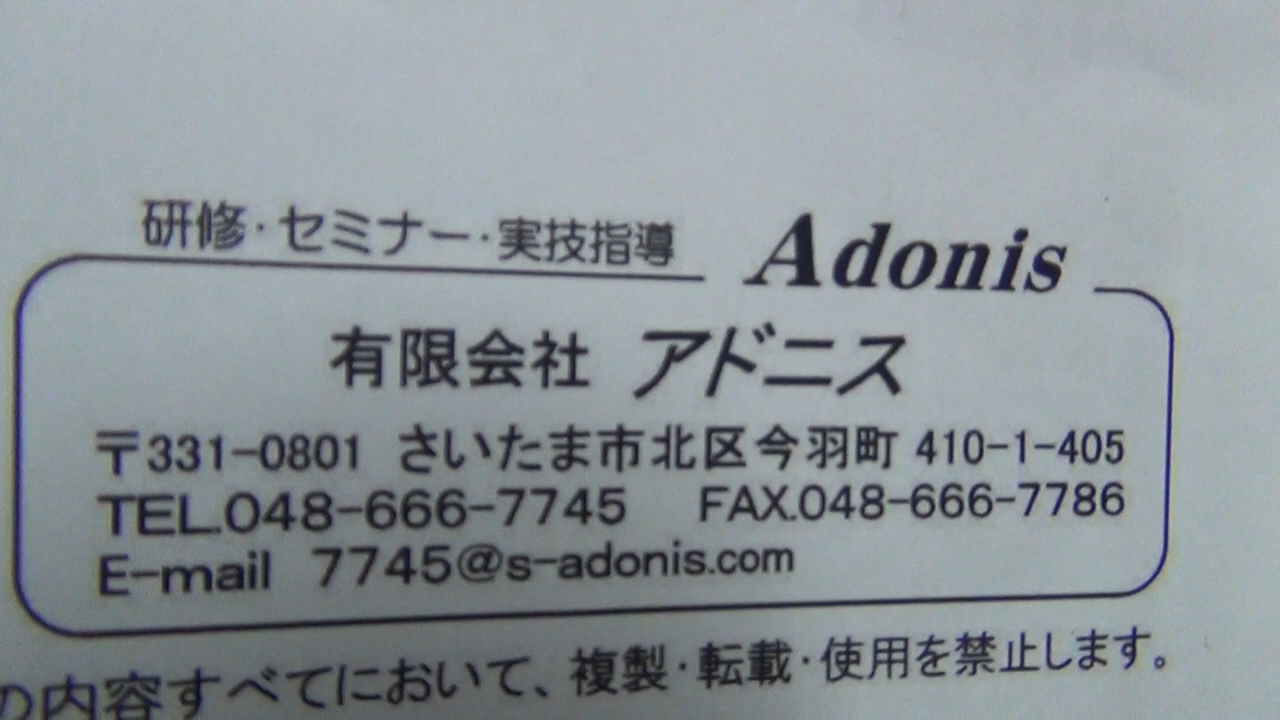 研修・セミナー・実技指導 Adonis
有限会社 アドニス
〒331-0801 さいたま市北区今羽町 410-1-405
TEL.048-666-7745 FAX.048-666-7786
E-mail 7745@s-adonis.com
の内容すべてにおいて、複製・転載・使用を禁止します。